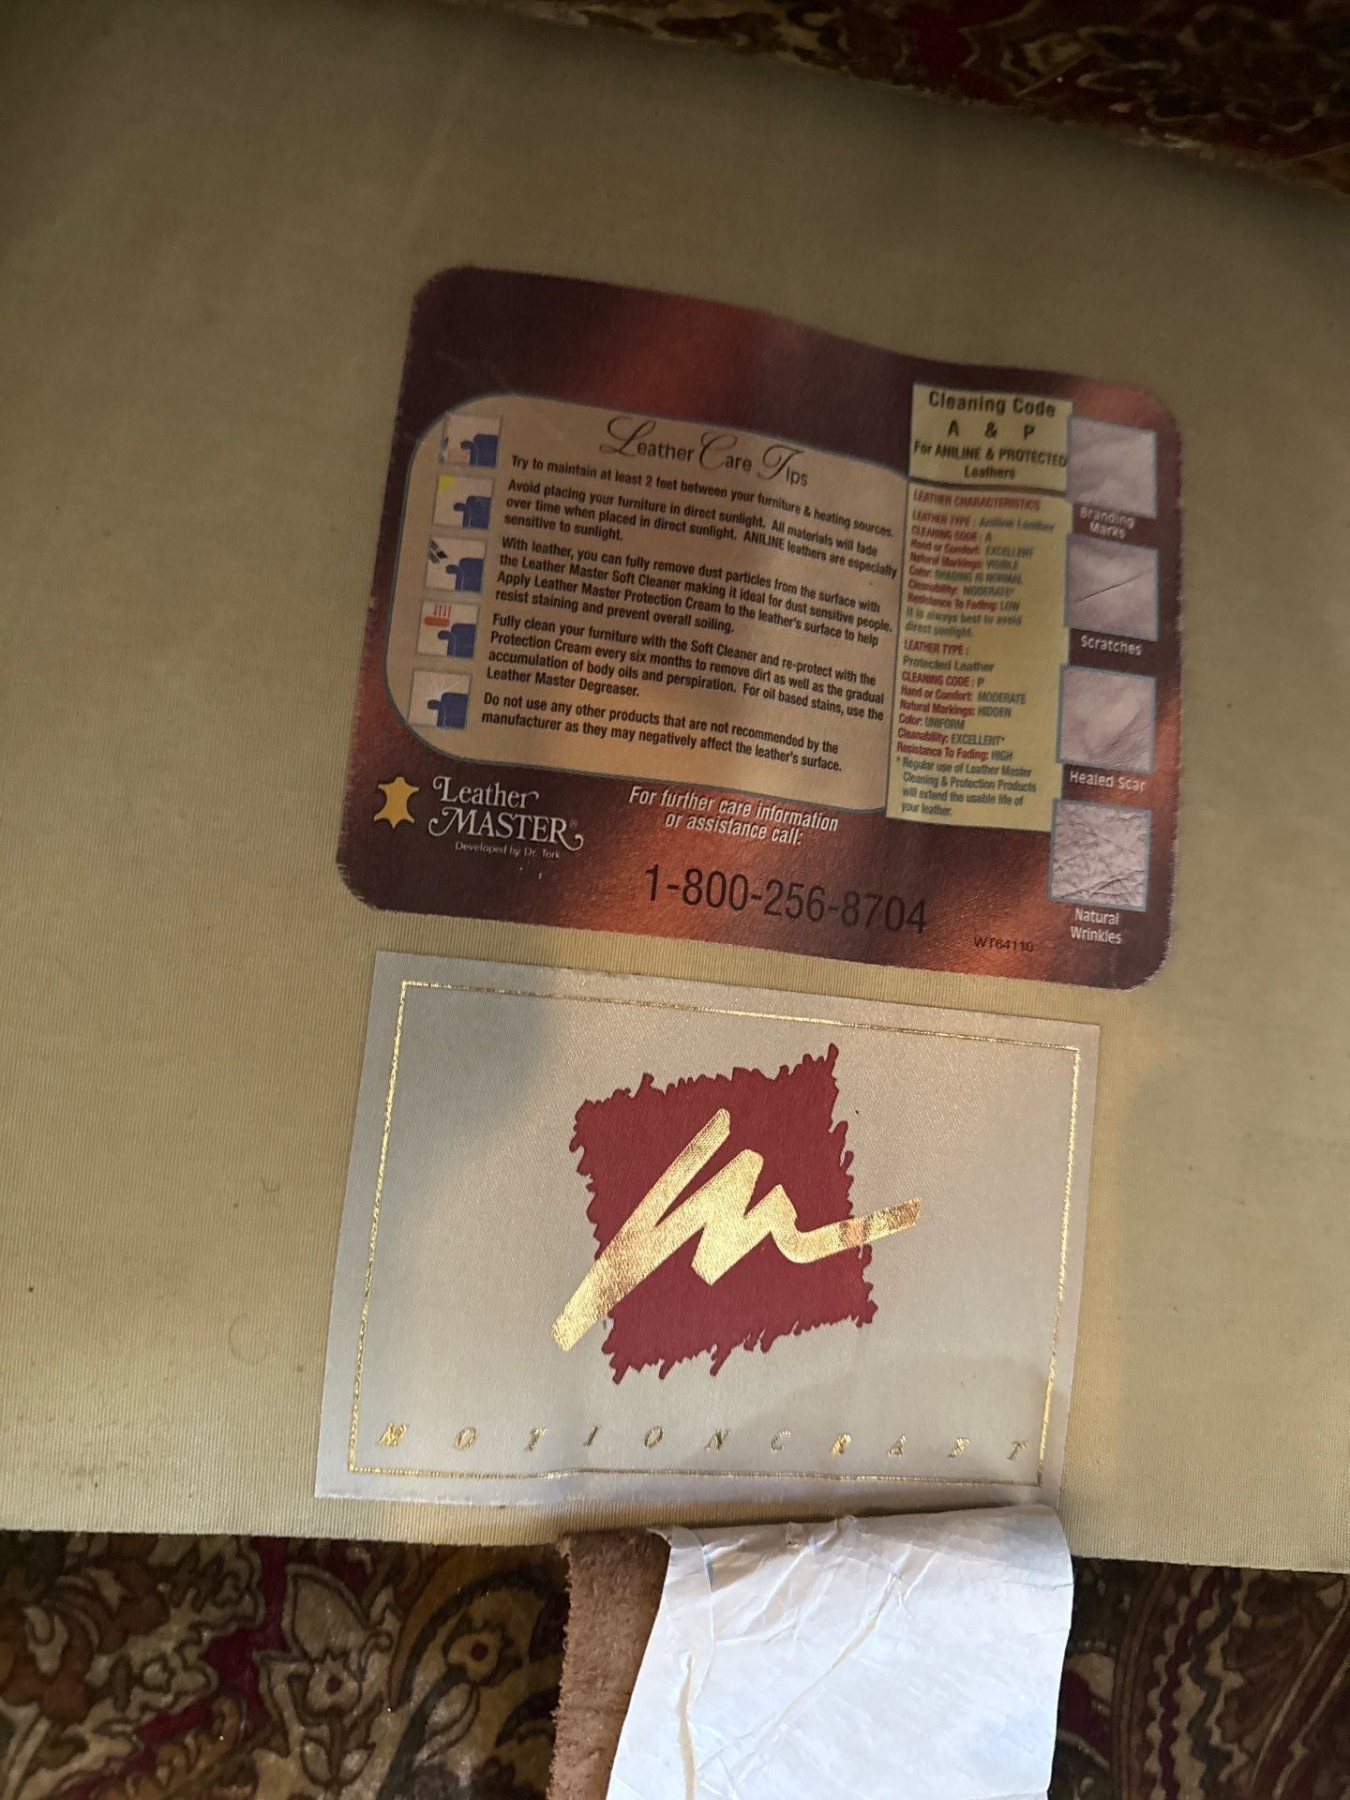 Leather Care Tips
Try to maintain at least 2 feet between your furniture & heating sources.
Avoid placing your furniture in direct sunlight. All materials will fade
over time when placed in direct sunlight. ANILINE leathers are especially
sensitive to sunlight.
With leather, you can fully remove dust particles from the surface with
the Leather Master Soft Cleaner making it ideal for dust sensitive people.
Apply Leather Master Protection Cream to the leather's surface to help
resist staining and prevent overall soiling.
Fully clean your furniture with the Soft Cleaner and re-protect with the
Protection Cream every six months to remove dirt as well as the gradual
accumulation of body oils and perspiration. For oil based stains, use the
Leather Master Degreaser.
Do not use any other products that are not recommended by the
manufacturer as they may negatively affect the leather's surface.
Cleaning Code
A & P
For ANILINE & PROTECTED
Leathers
LEATHER CHARACTERISTICS
LEATHER TYPE : Aniline Leather
CLEANING CODE : A
Hand or Comfort: EXCELLENT
Natural Markings: VISIBLE
Color: SHADING IS NORMAL
Cleanability: MODERATE*
Resistance To Fading: LOW
It is always best to avoid
direct sunlight.
LEATHER TYPE :
Protected Leather
CLEANING CODE : P
Hand or Comfort: MODERATE
Natural Markings: HIDDEN
Color: UNIFORM
Cleanability: EXCELLENT*
Resistance To Fading: HIGH
* Regular use of Leather Master
Cleaning & Protection Products
will extend the usable life of
your leather.
Branding
Marks
Scratches
Healed Scar
Natural
Wrinkles
Leather
MASTER®
Developed by Dr. Tork
For further care information
or assistance call:
1-800-256-8704
WT64110
M
MOTIONCRAFT